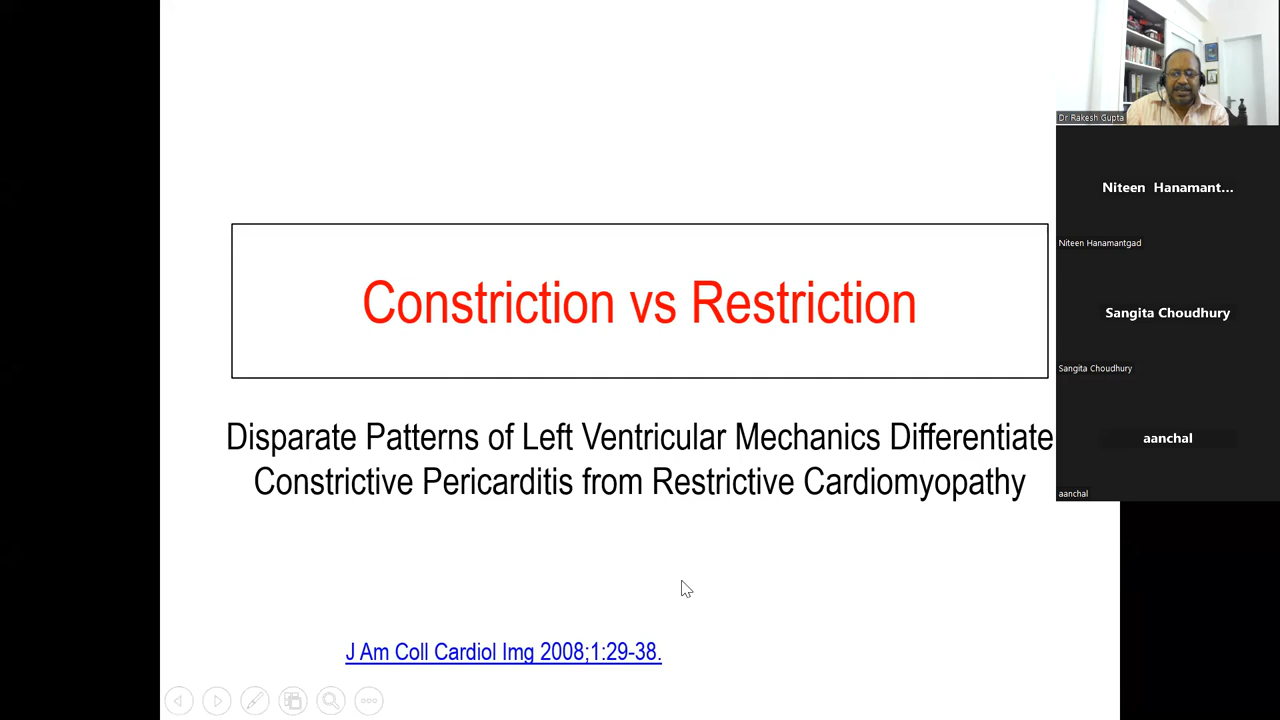 Constriction vs Restriction
Disparate Patterns of Left Ventricular Mechanics Differentiate
Constrictive Pericarditis from Restrictive Cardiomyopathy
J Am Coll Cardiol Img 2008;1:29-38.
Dr Rakesh Gupta
Niteen Hanamant...
Niteen Hanamantgad
Sangita Choudhury
Sangita Choudhury
aanchal
aanchal